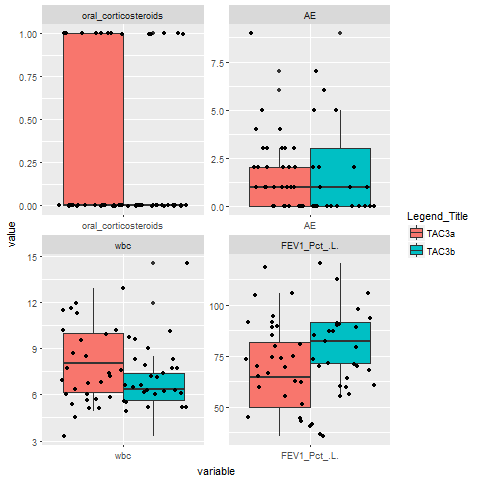 oral_corticosteroids
AE
1.00
0.75
0.50
0.25
0.00
7.5
5.0
2.5
0.0
oral_corticosteroids
AE
wbc
FEV1_Pct_.L.
15
12
9
6
3
100
75
50
wbc
FEV1_Pct_.L.
value
variable
Legend_Title
TAC3a
TAC3b